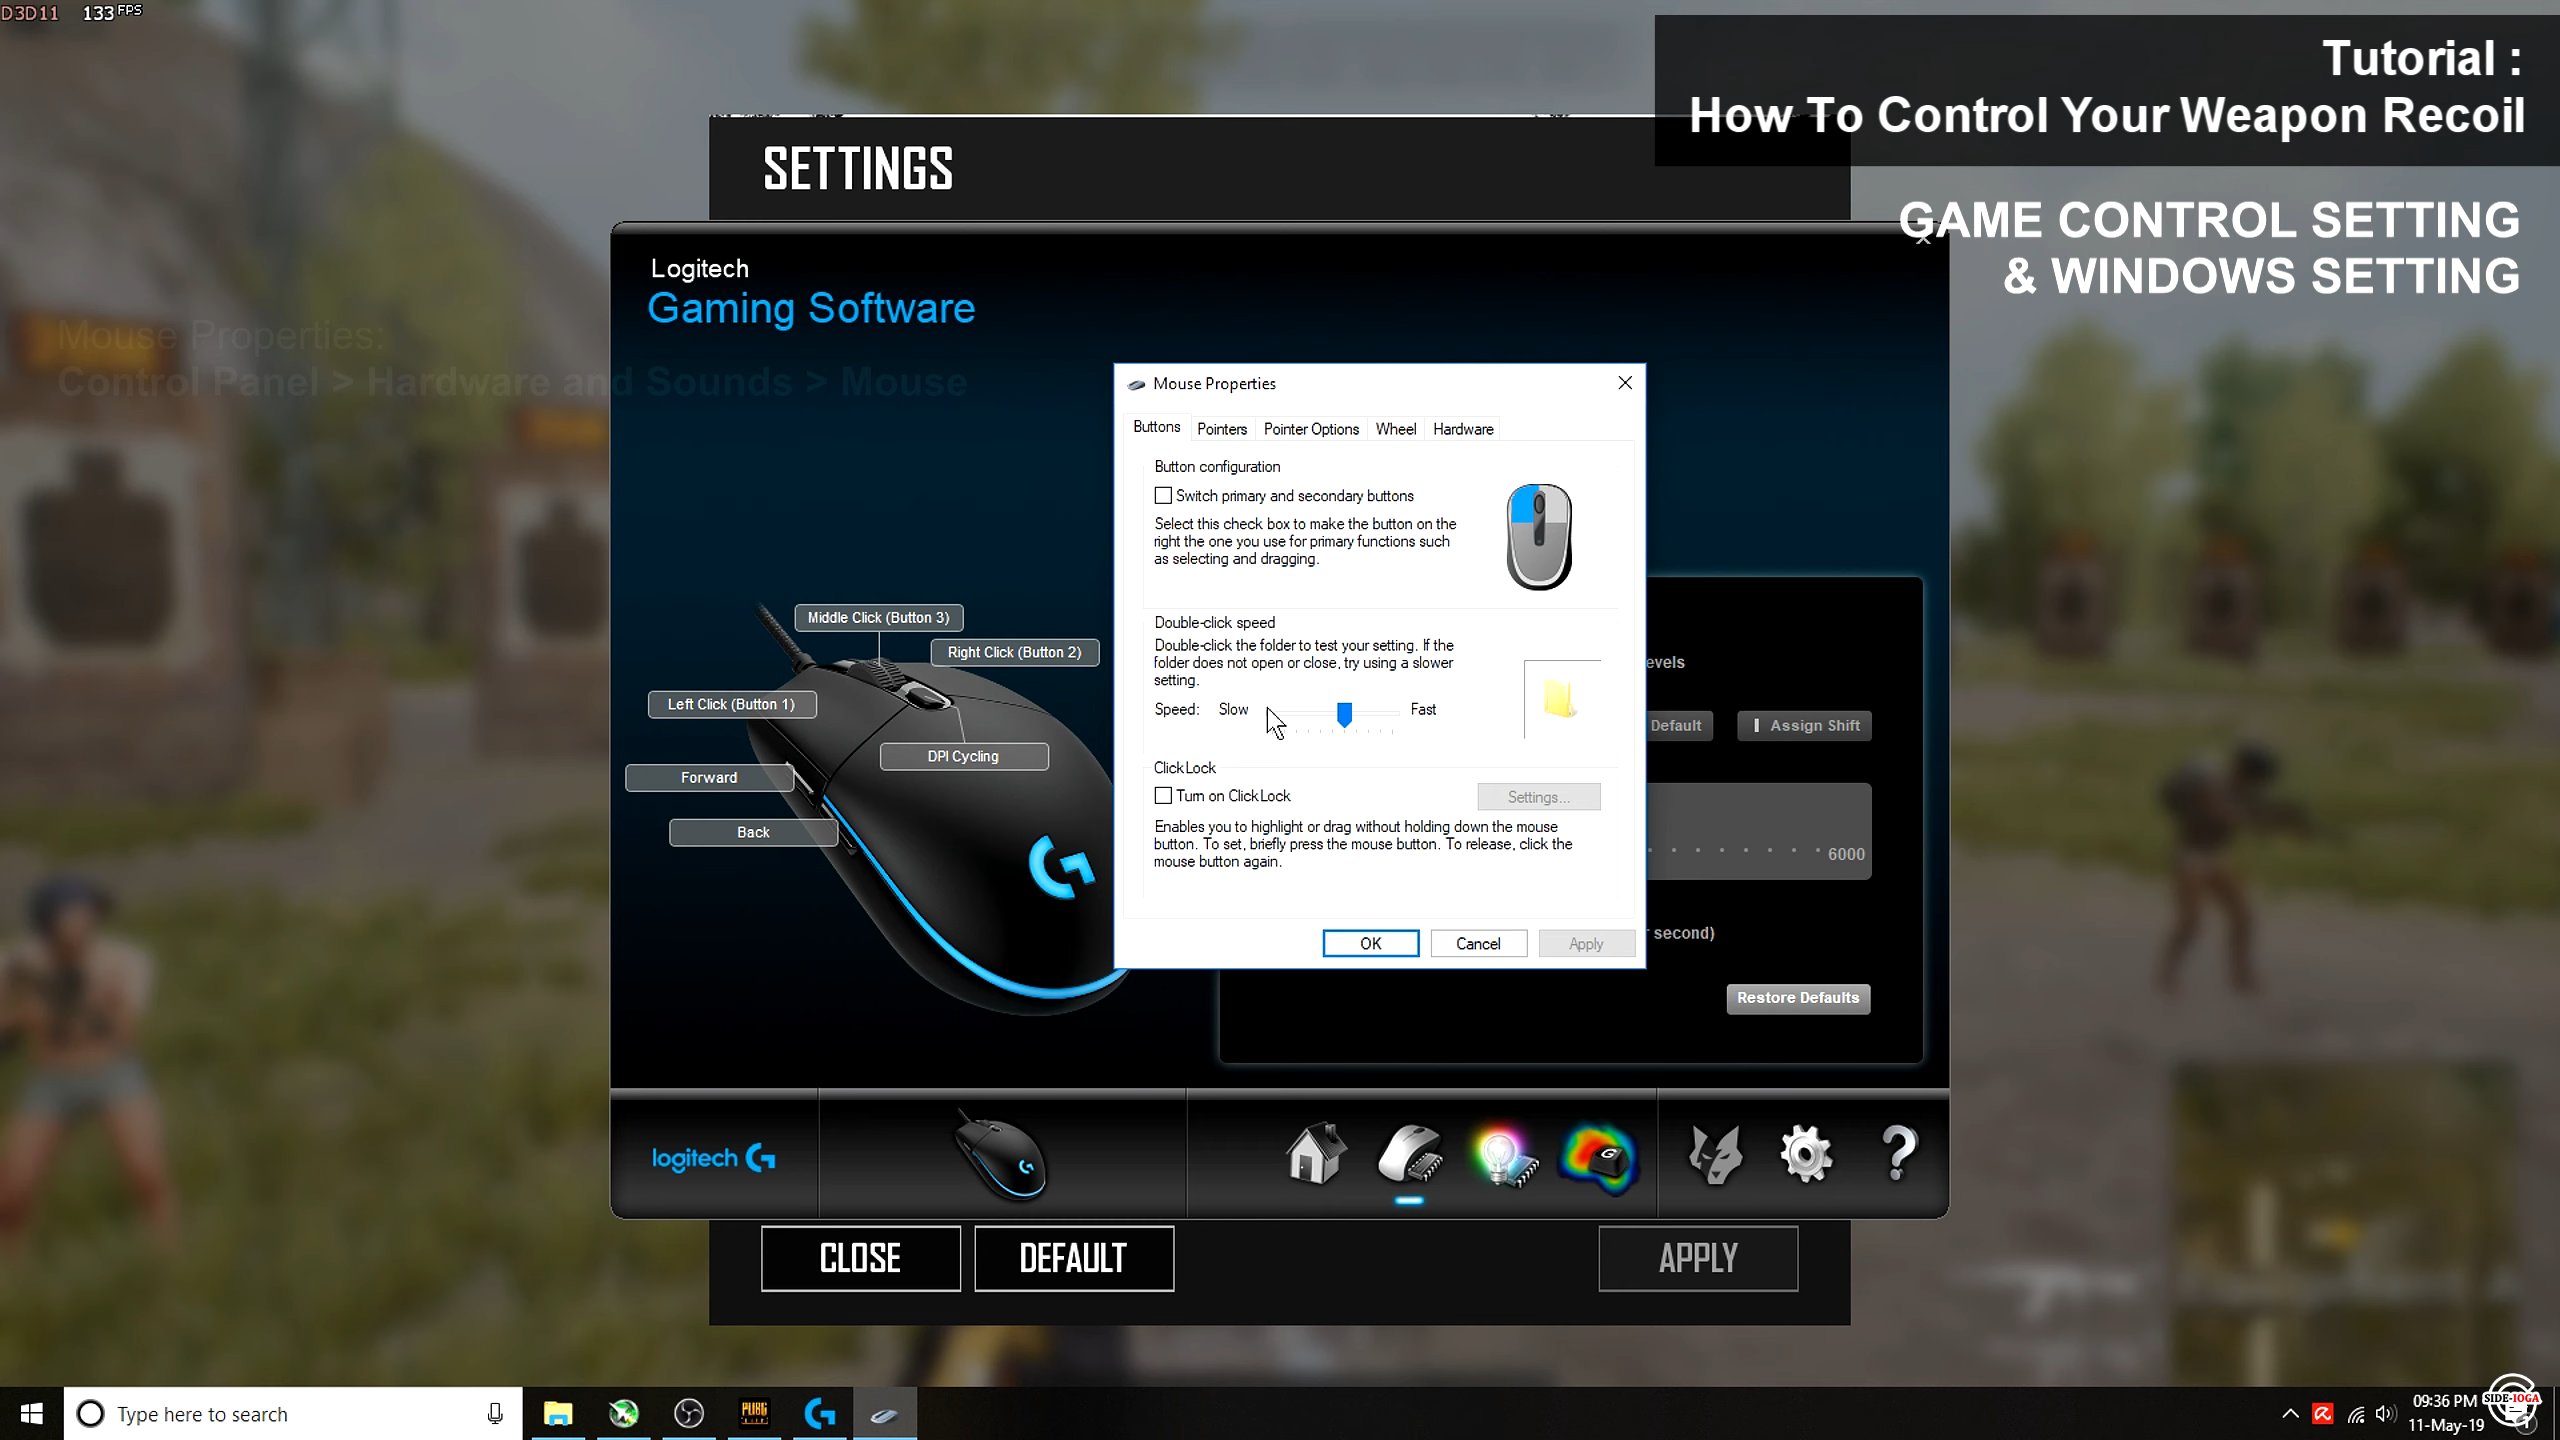 D3D11 133 FPS
Tutorial :
How To Control Your Weapon Recoil
SETTINGS
GAME CONTROL SETTING
& WINDOWS SETTING
Logitech
Gaming Software
Mouse Properties:
Control Panel > Hardware and Sounds > Mouse
Mouse Properties
Buttons Pointers Pointer Options Wheel Hardware
Button configuration
Switch primary and secondary buttons
Select this check box to make the button on the
right the one you use for primary functions such
as selecting and dragging.
Double-click speed
Double-click the folder to test your setting. If the
folder does not open or close, try using a slower
setting.
Speed: Slow Fast
ClickLock
Turn on ClickLock Settings...
Enables you to highlight or drag without holding down the mouse
button. To set, briefly press the mouse button. To release, click the
mouse button again.
OK Cancel Apply
Middle Click (Button 3)
Right Click (Button 2)
Left Click (Button 1)
DPI Cycling
Forward
Back
evels
Default Assign Shift
6000
second)
Restore Defaults
logitech G
G
CLOSE DEFAULT APPLY
Type here to search
PUBG
09:36 PM
11-May-19
SIDE-IOGA
1